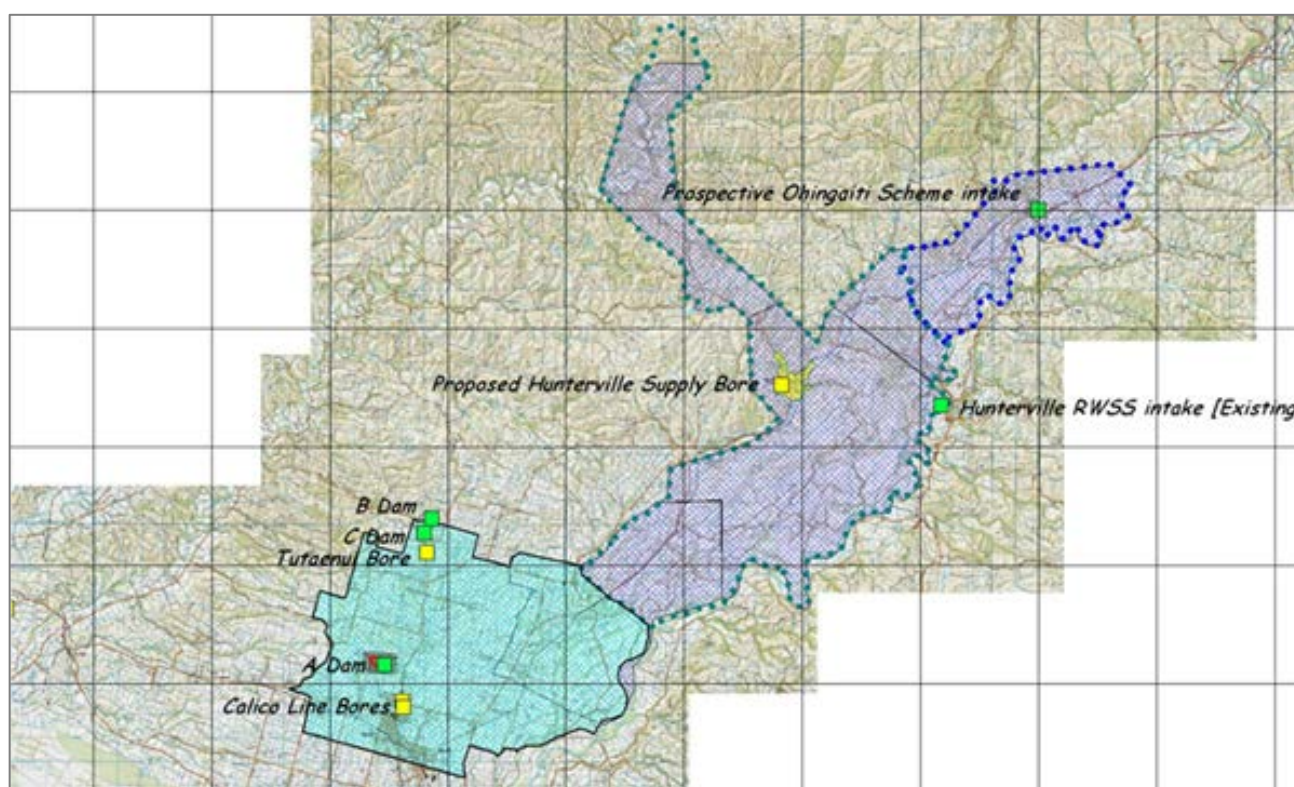 Prospective Ohingaiti Scheme intake
Proposed Hunterville Supply Bore
Hunterville RWSS intake [Existing
B Dam
C Dam
Tutaenui Bore
A Dam
Calico Line Bores